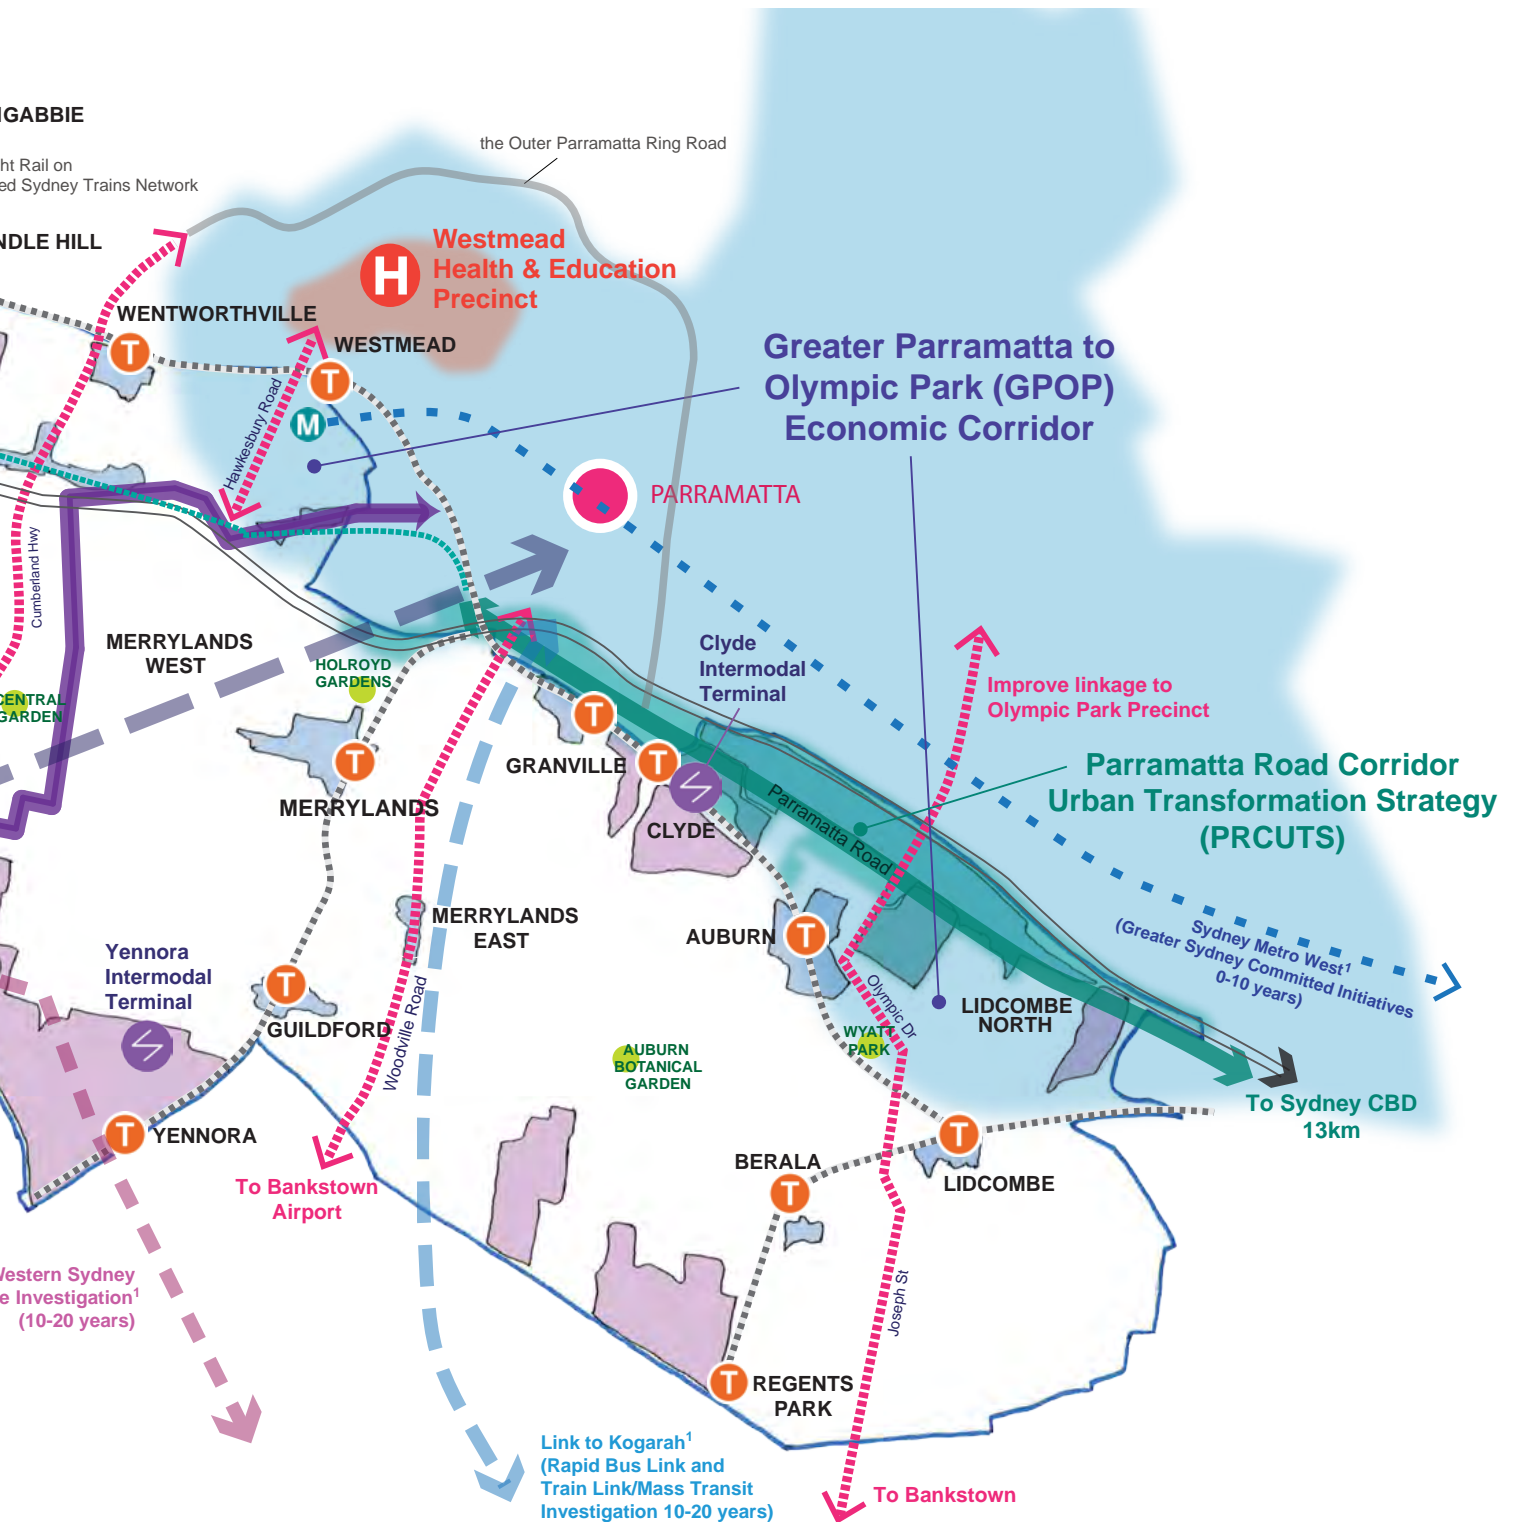 the Outer Parramatta Ring Road
Westmead
Health & Education
Precinct
H
WENTWORTHVILLE
T
WESTMEAD
T
M
Hawkesbury Road
Greater Parramatta to
Olympic Park (GPOP)
Economic Corridor
PARRAMATTA
Cumberland Hwy
MERRYLANDS
WEST
HOLROYD
GARDENS
CENTRAL
GARDEN
Clyde
Intermodal
Terminal
Improve linkage to
Olympic Park Precinct
T
GRANVILLE
T
T
MERRYLANDS
CLYDE
Parramatta Road
Parramatta Road Corridor
Urban Transformation Strategy
(PRCUTS)
MERRYLANDS
EAST
AUBURN
T
Sydney Metro West1
(Greater Sydney Committed Initiatives
0-10 years)
Yennora
Intermodal
Terminal
T
GUILDFORD
Woodville Road
Olympic Dr
LIDCOMBE
NORTH
WYATT
PARK
AUBURN
BOTANICAL
GARDEN
To Sydney CBD
13km
T
YENNORA
T
LIDCOMBE
BERALA
T
To Bankstown
Airport
Joseph St
Western Sydney
e Investigation1
(10-20 years)
T
REGENTS
PARK
Link to Kogarah1
(Rapid Bus Link and
Train Link/Mass Transit
Investigation 10-20 years)
To Bankstown
GABBIE
ht Rail on
ed Sydney Trains Network
NDLE HILL